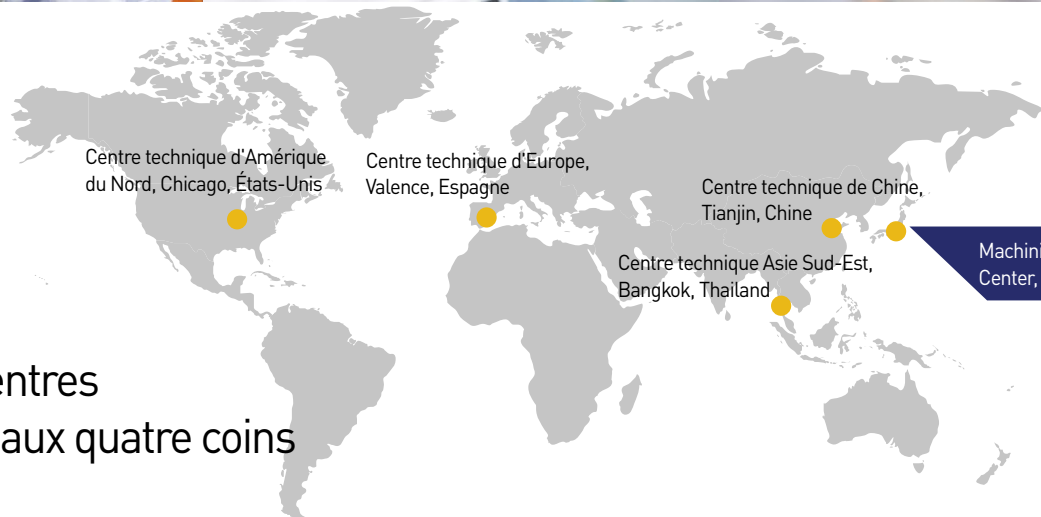 Centre technique d'Amérique
du Nord, Chicago, États-Unis
Centre technique d'Europe,
Valence, Espagne
Centre technique de Chine,
Tianjin, Chine
Centre technique Asie Sud-Est,
Bangkok, Thailand
Center,
entres
aux quatre coins